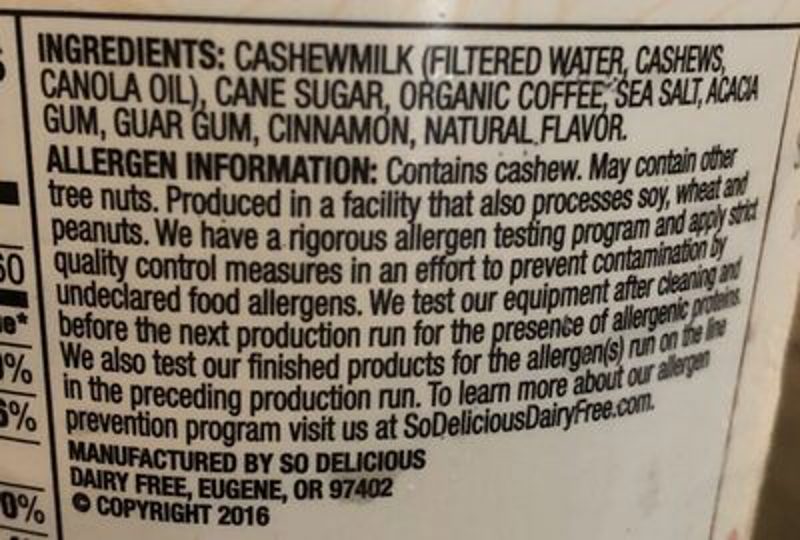 INGREDIENTS: CASHEWMILK (FILTERED WATER, CASHEWS,
CANOLA OIL), CANE SUGAR, ORGANIC COFFEE, SEA SALT, ACACIA
GUM, GUAR GUM, CINNAMON, NATURAL FLAVOR.
ALLERGEN INFORMATION: Contains cashew. May contain other
tree nuts. Produced in a facility that also processes soy, wheat and
peanuts. We have a rigorous allergen testing program and apply strict
quality control measures in an effort to prevent contamination by
undeclared food allergens. We test our equipment after cleaning and
before the next production run for the presence of allergenic proteins.
We also test our finished products for the allergen(s) run on the line
in the preceding production run. To learn more about our allergen
prevention program visit us at SoDeliciousDairyFree.com.
MANUFACTURED BY SO DELICIOUS
DAIRY FREE, EUGENE, OR 97402
© COPYRIGHT 2016